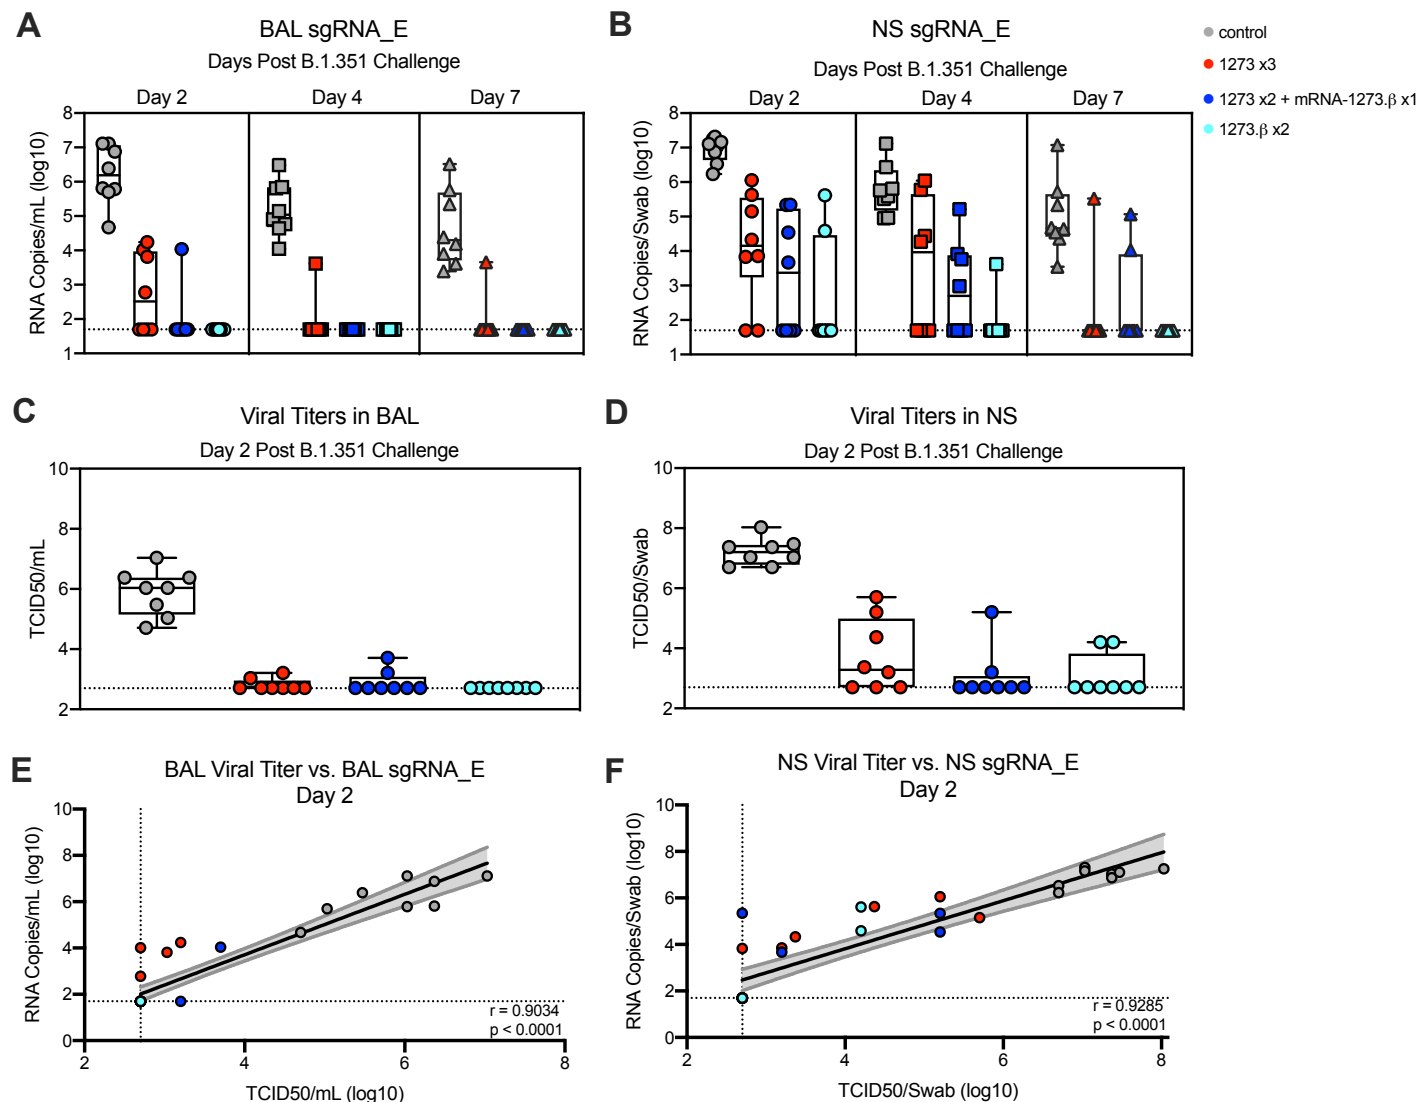 A
BAL sgRNA_E
Days Post B.1.351 Challenge
Day 2
Day 4
Day 7
RNA Copies/mL (log10)
8
7
6
5
4
3
2
1
B
NS sgRNA_E
Days Post B.1.351 Challenge
Day 2
Day 4
Day 7
RNA Copies/Swab (log10)
8
7
6
5
4
3
2
1
control
1273 x3
1273 x2 + mRNA-1273.β x1
1273.β x2
C
Viral Titers in BAL
Day 2 Post B.1.351 Challenge
TCID50/mL
10
8
6
4
2
D
Viral Titers in NS
Day 2 Post B.1.351 Challenge
TCID50/Swab
10
8
6
4
2
E
BAL Viral Titer vs. BAL sgRNA_E
Day 2
RNA Copies/mL (log10)
10
8
6
4
2
0
r = 0.9034
p < 0.0001
2
4
6
8
TCID50/mL (log10)
F
NS Viral Titer vs. NS sgRNA_E
Day 2
RNA Copies/Swab (log10)
10
8
6
4
2
0
r = 0.9285
p < 0.0001
2
4
6
8
TCID50/Swab (log10)